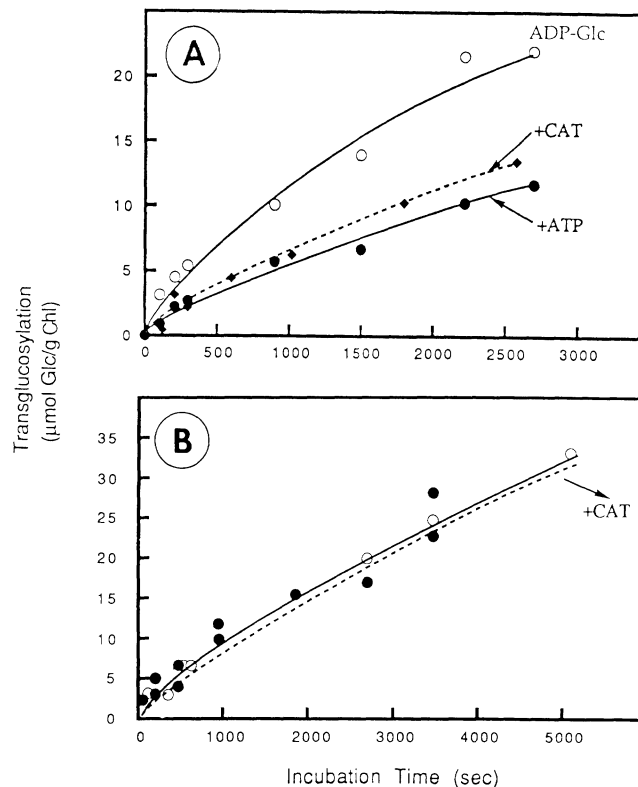 A
ADP-Glc
+CAT
+ATP
20
15
10
5
0
0 500 1000 1500 2000 2500 3000
Transglucosylation
(μmol Glc/g Chl)
B
+CAT
35
30
25
20
15
10
5
0
0 1000 2000 3000 4000 5000
Incubation Time (sec)